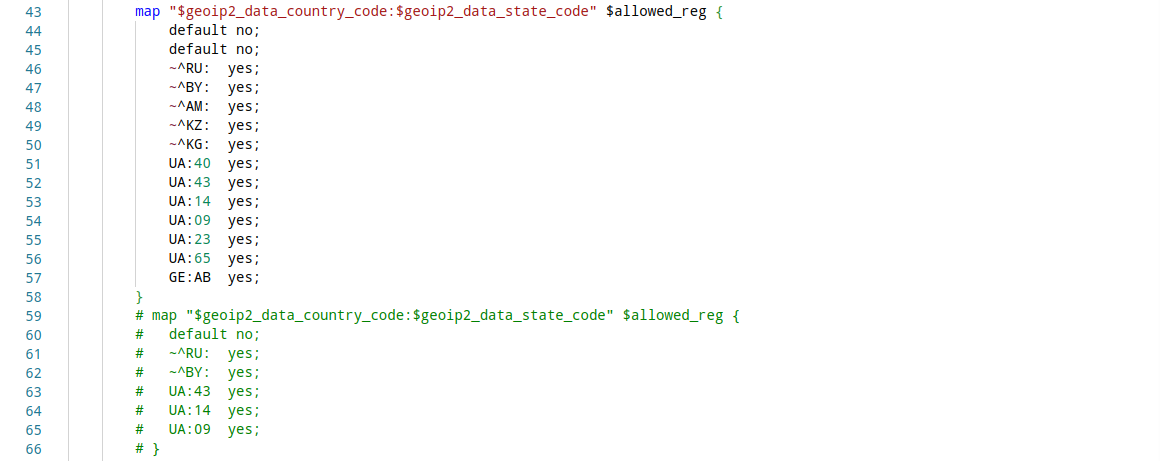 43 map "$geoip2_data_country_code:$geoip2_data_state_code" $allowed_reg {
44 default no;
45 default no;
46 ~^RU: yes;
47 ~^BY: yes;
48 ~^AM: yes;
49 ~^KZ: yes;
50 ~^KG: yes;
51 UA:40 yes;
52 UA:43 yes;
53 UA:14 yes;
54 UA:09 yes;
55 UA:23 yes;
56 UA:65 yes;
57 GE:AB yes;
58 }
59 # map "$geoip2_data_country_code:$geoip2_data_state_code" $allowed_reg {
60 # default no;
61 # ~^RU: yes;
62 # ~^BY: yes;
63 # UA:43 yes;
64 # UA:14 yes;
65 # UA:09 yes;
66 # }